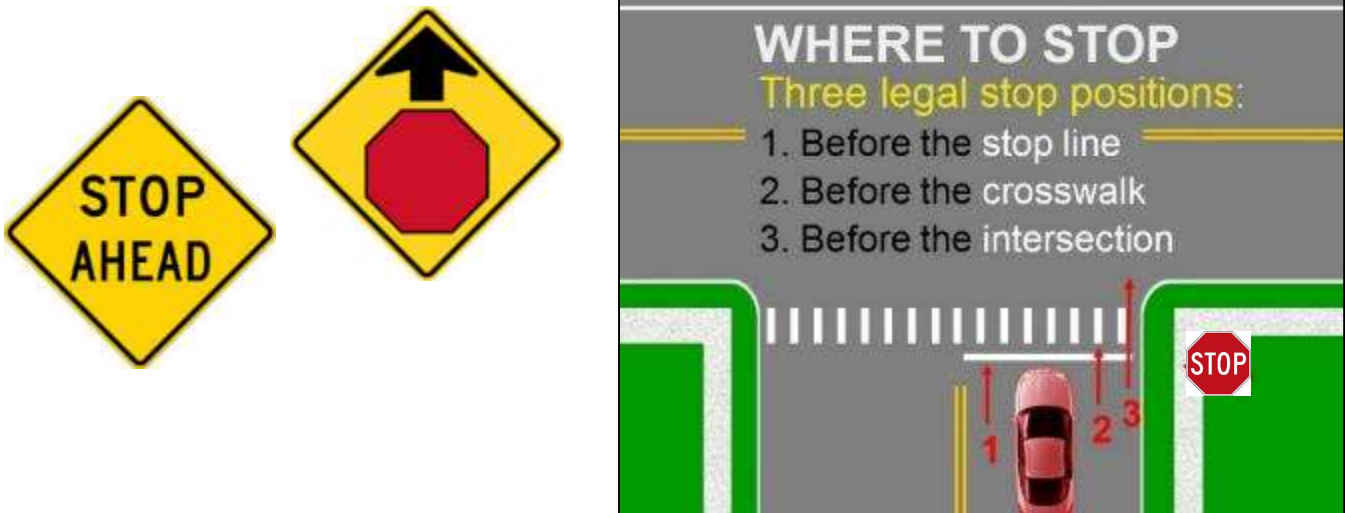 STOP
AHEAD
WHERE TO STOP
Three legal stop positions:
1. Before the stop line
2. Before the crosswalk
3. Before the intersection
STOP
1
2
3